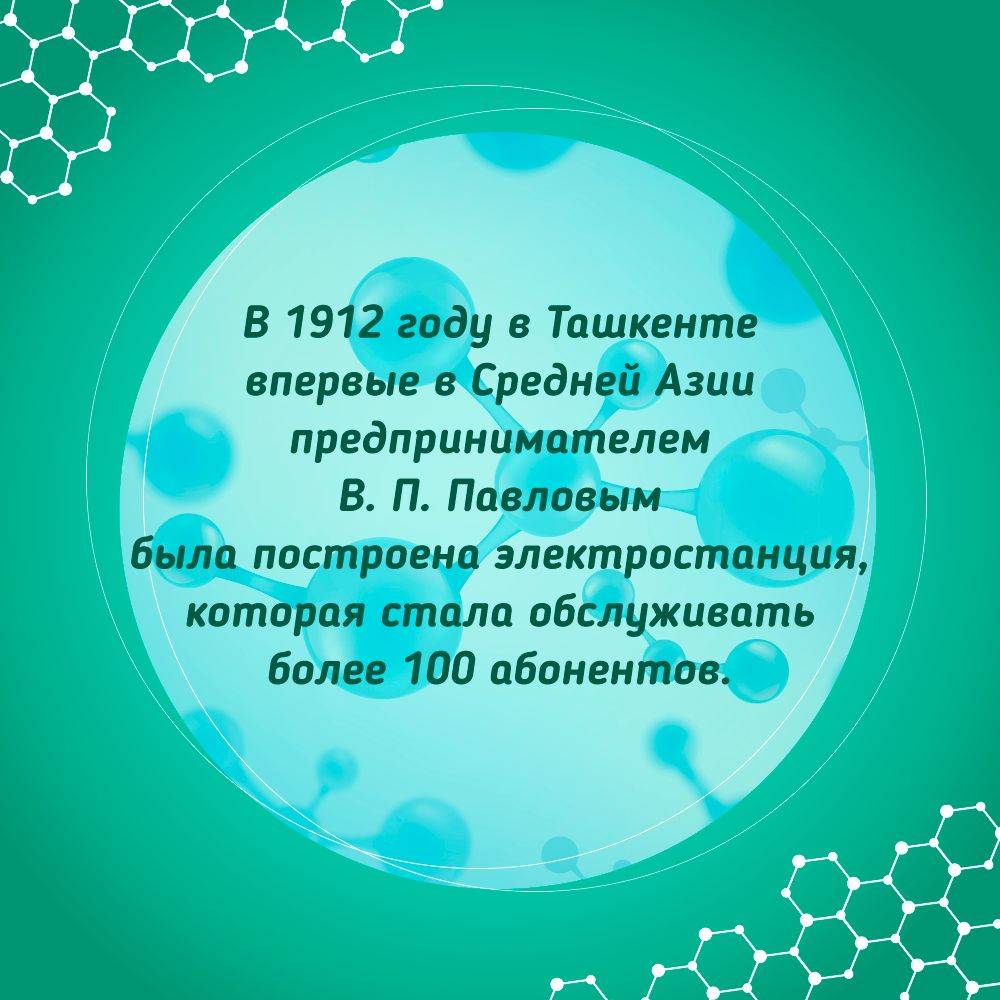 В 1912 году в Ташкенте
впервые в Средней Азии
предпринимателем
В. П. Павловым
была построена электростанция,
которая стала обслуживать
более 100 абонентов.